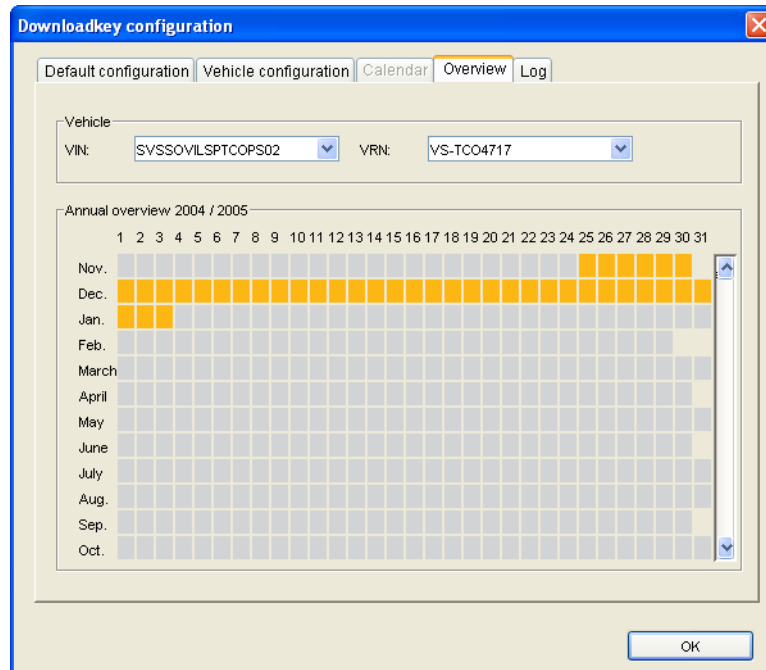 Downloadkey configuration
Default configuration Vehicle configuration Calendar Overview Log
Vehicle
VIN: SVSSOVILSPTCOPS02 VRN: VS-TCO4717
Annual overview 2004 / 2005
1 2 3 4 5 6 7 8 9 10 11 12 13 14 15 16 17 18 19 20 21 22 23 24 25 26 27 28 29 30 31
Nov.
Dec.
Jan.
Feb.
March
April
May
June
July
Aug.
Sep.
Oct.
OK